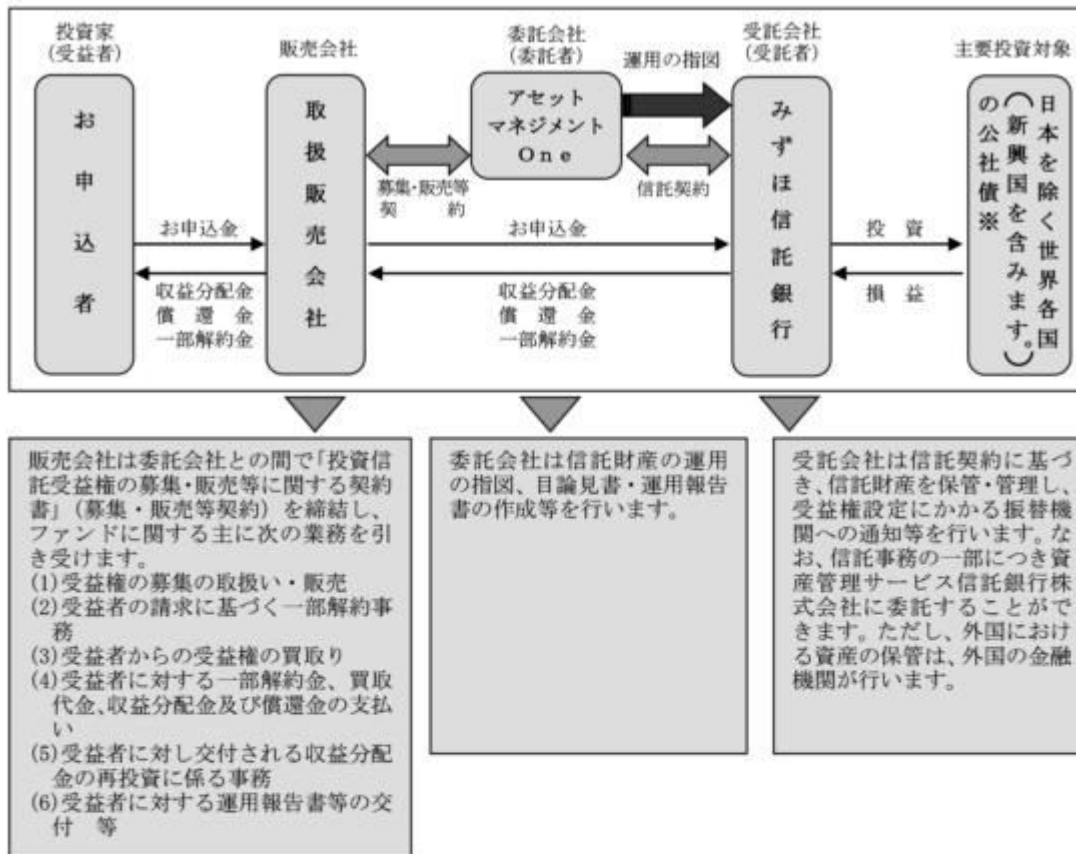 投資家
(受益者)
お申込者
販売会社
取扱販売会社
委託会社
(委託者)
アセット
マネジメント
One
運用の指図
受託会社
(受託者)
みずほ信託銀行
主要投資対象
日本を除く世界各国
(新興国を含みます。)
の公社債※
募集・販売等
契　　約
信託契約
お申込金
収益分配金
償　還　金
一部解約金
お申込金
収益分配金
償　還　金
一部解約金
投　資
損　益
販売会社は委託会社との間で「投資信
託受益権の募集・販売等に関する契約
書」(募集・販売等契約) を締結し、
ファンドに関する主に次の業務を引
き受けます。
(1)受益権の募集の取扱い・販売
(2)受益者の請求に基づく一部解約事
務
(3)受益者からの受益権の買取り
(4)受益者に対する一部解約金、買取
代金、収益分配金及び償還金の支払
い
(5)受益者に対し交付される収益分配
金の再投資に係る事務
(6)受益者に対する運用報告書等の交
付　等
委託会社は信託財産の運用
の指図、目論見書・運用報告
書の作成等を行います。
受託会社は信託契約に基づ
き、信託財産を保管・管理し、
受益権設定にかかる振替機
関への通知等を行います。な
お、信託事務の一部につき資
産管理サービス信託銀行株
式会社に委託することがで
きます。ただし、外国におけ
る資産の保管は、外国の金融
機関が行います。